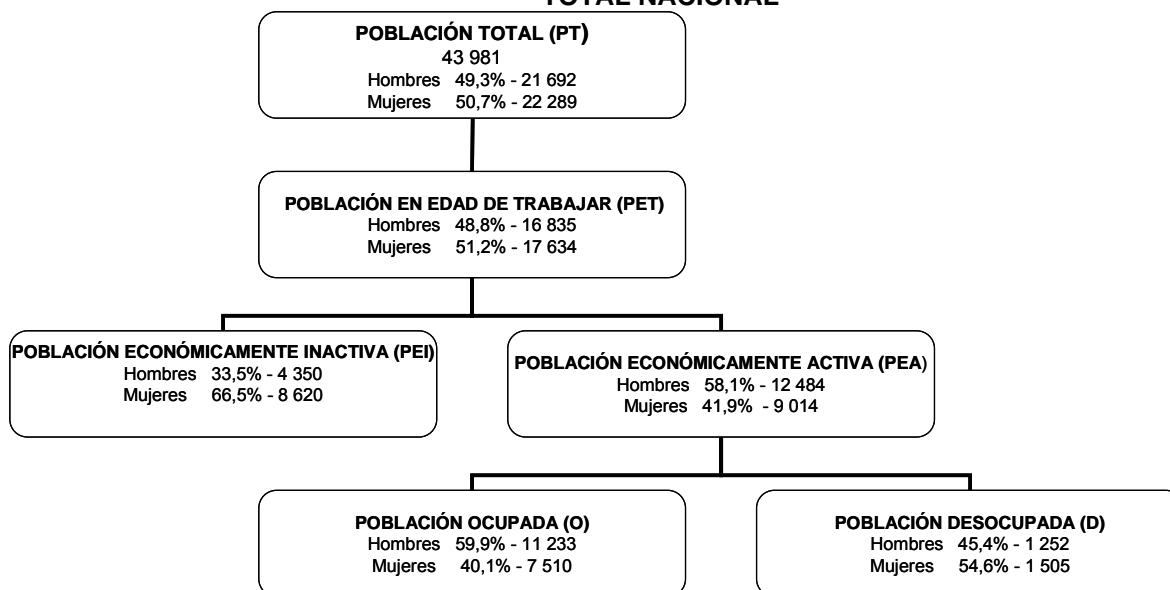 TOTAL NACIONAL
POBLACIÓN TOTAL (PT)
43 981
Hombres 49,3% - 21 692
Mujeres 50,7% - 22 289
POBLACIÓN EN EDAD DE TRABAJAR (PET)
Hombres 48,8% - 16 835
Mujeres 51,2% - 17 634
POBLACIÓN ECONÓMICAMENTE INACTIVA (PEI)
Hombres 33,5% - 4 350
Mujeres 66,5% - 8 620
POBLACIÓN ECONÓMICAMENTE ACTIVA (PEA)
Hombres 58,1% - 12 484
Mujeres 41,9% - 9 014
POBLACIÓN OCUPADA (O)
Hombres 59,9% - 11 233
Mujeres 40,1% - 7 510
POBLACIÓN DESOCUPADA (D)
Hombres 45,4% - 1 252
Mujeres 54,6% - 1 505